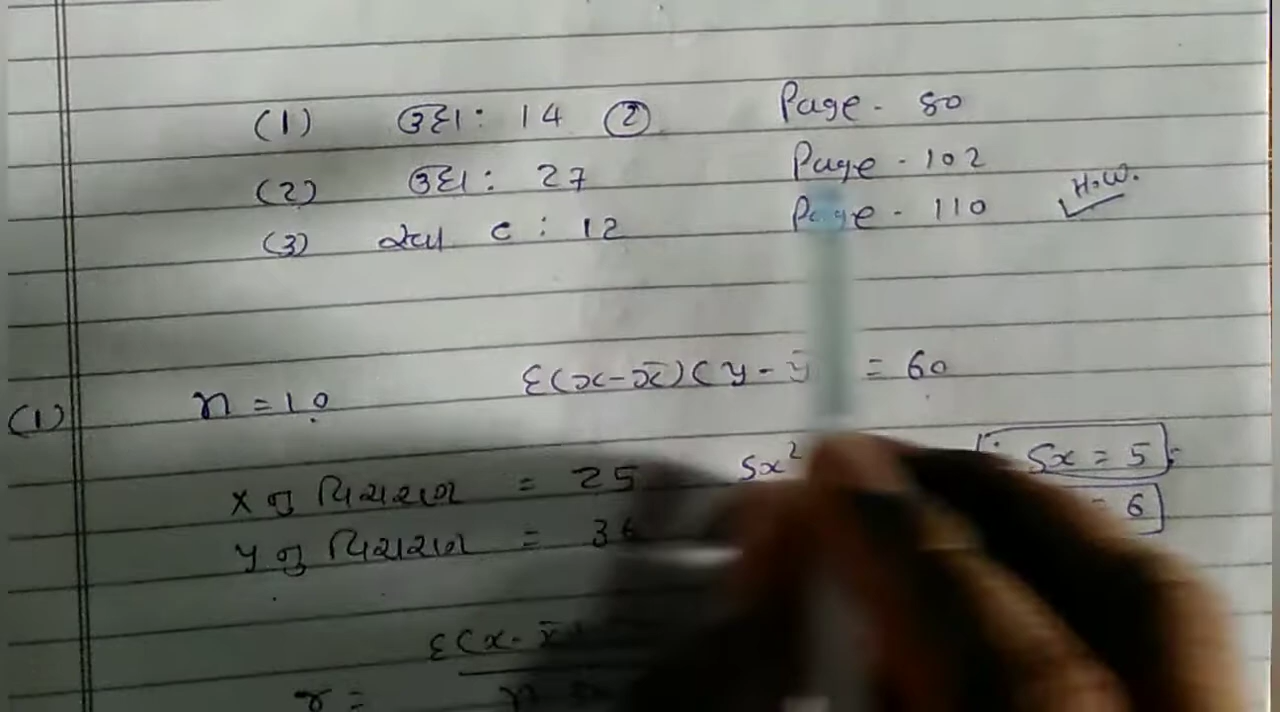 (1) ઉદા: 14 (2) Page - 80
(2) ઉદા: 27 Page - 102
(3) સ્વા ૮ : 12 Page - 110 H.W.
(1) n = 10 Σ(x-x̄)(y- = 60
x નુ વિચરણ = 25 Sx² Sx = 5
y નુ વિચરણ = 36 = 6
Σ(x-x̄
r =